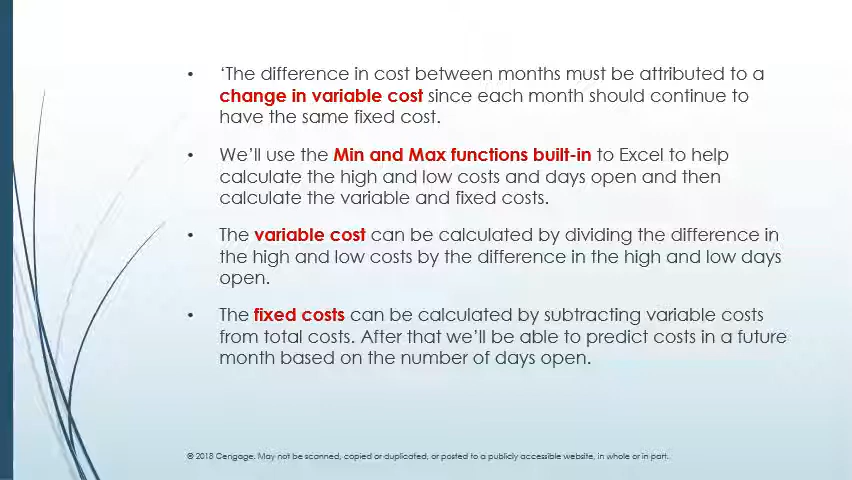 • ‘The difference in cost between months must be attributed to a
change in variable cost since each month should continue to
have the same fixed cost.
• We’ll use the Min and Max functions built-in to Excel to help
calculate the high and low costs and days open and then
calculate the variable and fixed costs.
• The variable cost can be calculated by dividing the difference in
the high and low costs by the difference in the high and low days
open.
• The fixed costs can be calculated by subtracting variable costs
from total costs. After that we’ll be able to predict costs in a future
month based on the number of days open.
© 2018 Cengage. May not be scanned, copied or duplicated, or posted to a publicly accessible website, in whole or in part.